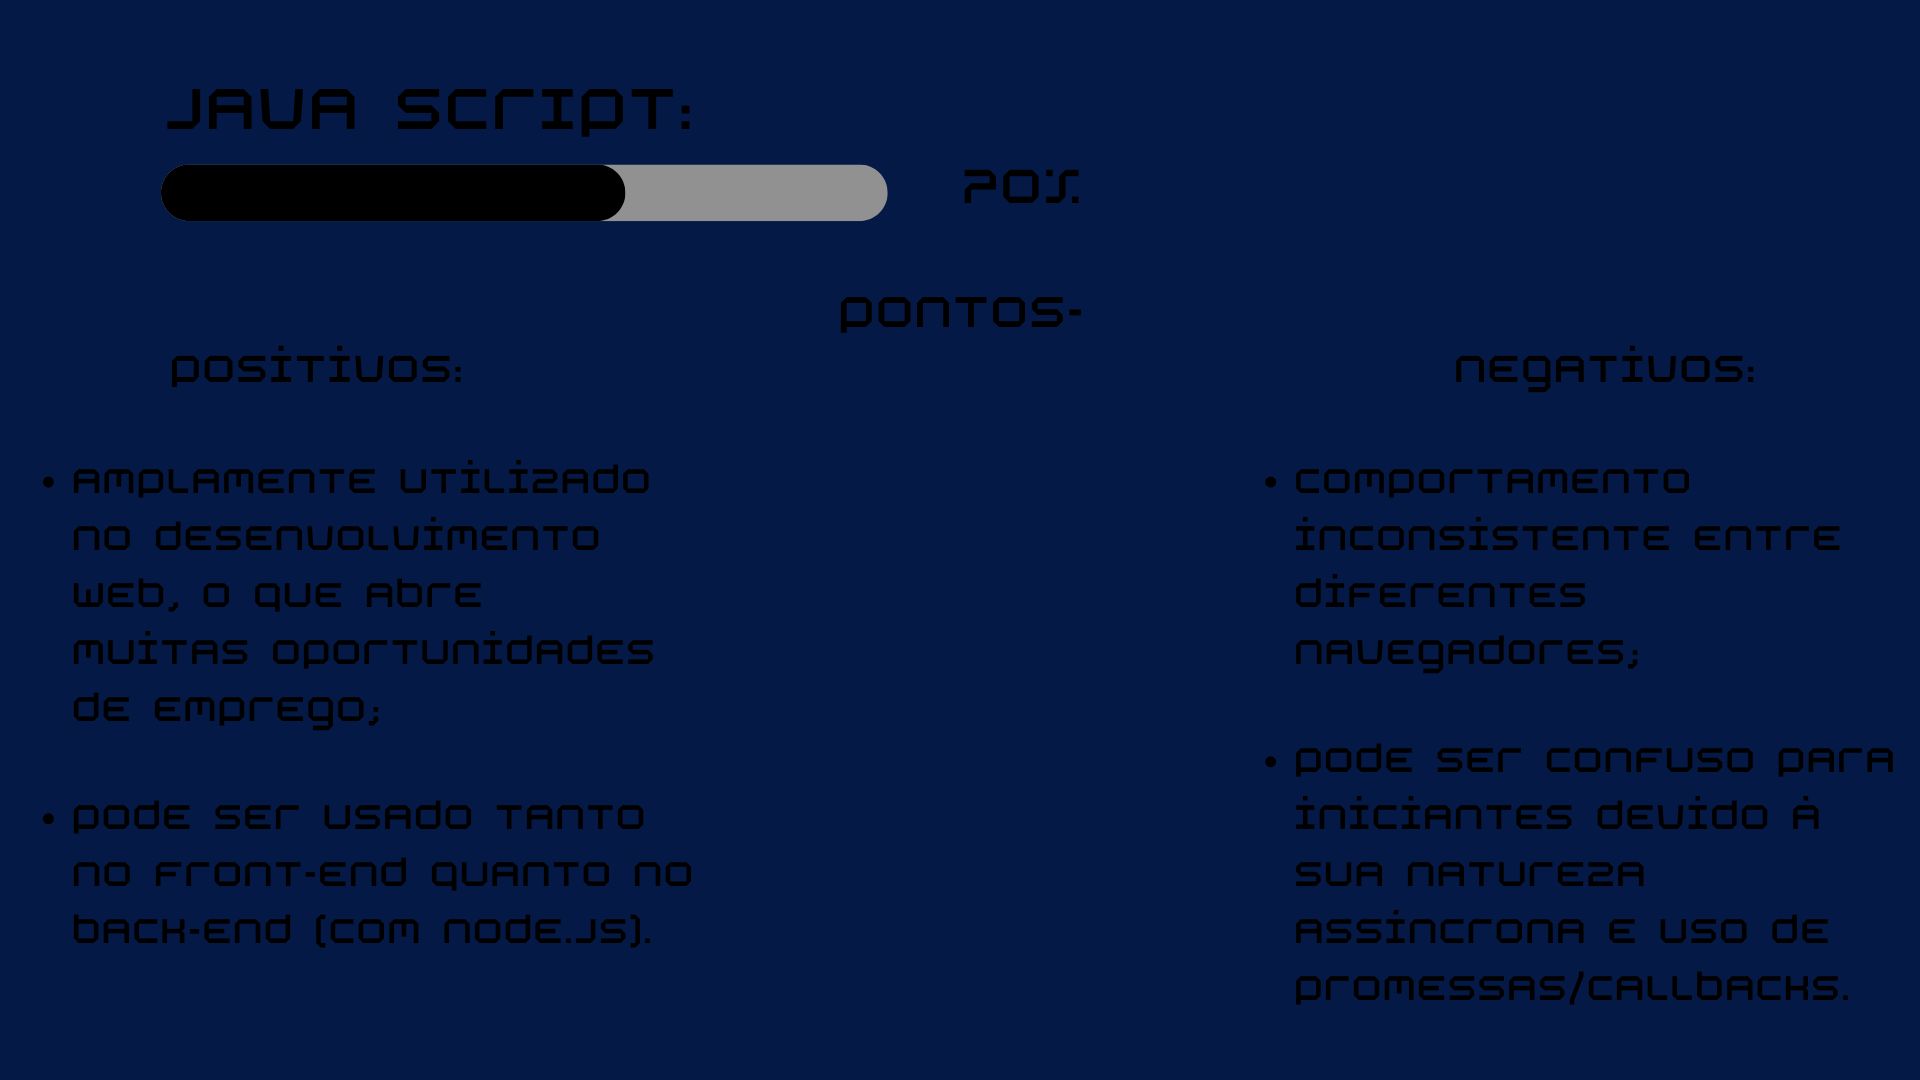 JAVA SCRIPT:
70%
PONTOS-
POSITIVOS:
AMPLAMENTE UTILIZADO
NO DESENVOLVIMENTO
WEB, O QUE ABRE
MUITAS OPORTUNIDADES
DE EMPREGO;
PODE SER USADO TANTO
NO FRONT-END QUANTO NO
BACK-END (COM NODE.JS).
NEGATIVOS:
COMPORTAMENTO
INCONSISTENTE ENTRE
DIFERENTES
NAVEGADORES;
PODE SER CONFUSO PARA
INICIANTES DEVIDO À
SUA NATUREZA
ASSÍNCRONA E USO DE
PROMESSAS/CALLBACKS.